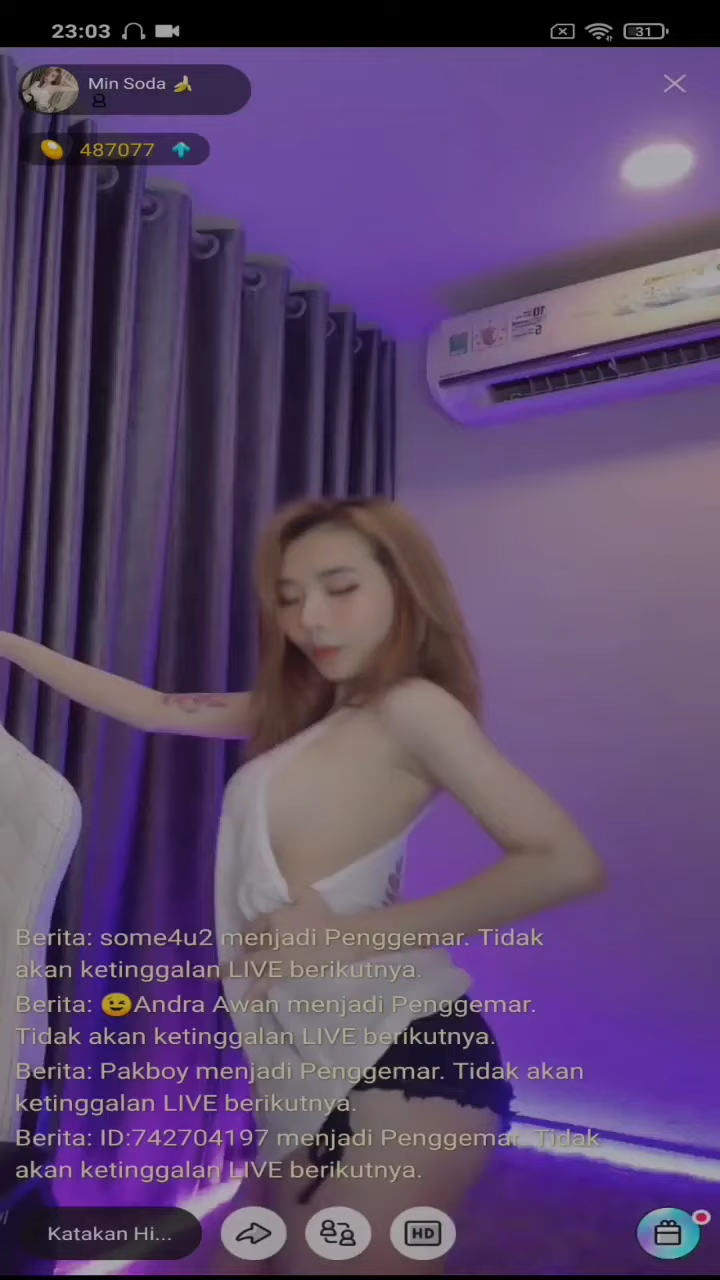 23:03
31
Min Soda 🍌
487077
Berita: some4u2 menjadi Penggemar. Tidak
akan ketinggalan LIVE berikutnya.
Berita: 😉Andra Awan menjadi Penggemar.
Tidak akan ketinggalan LIVE berikutnya.
Berita: Pakboy menjadi Penggemar. Tidak akan
ketinggalan LIVE berikutnya.
Berita: ID:742704197 menjadi Penggemar. Tidak
akan ketinggalan LIVE berikutnya.
Katakan Hi...
HD